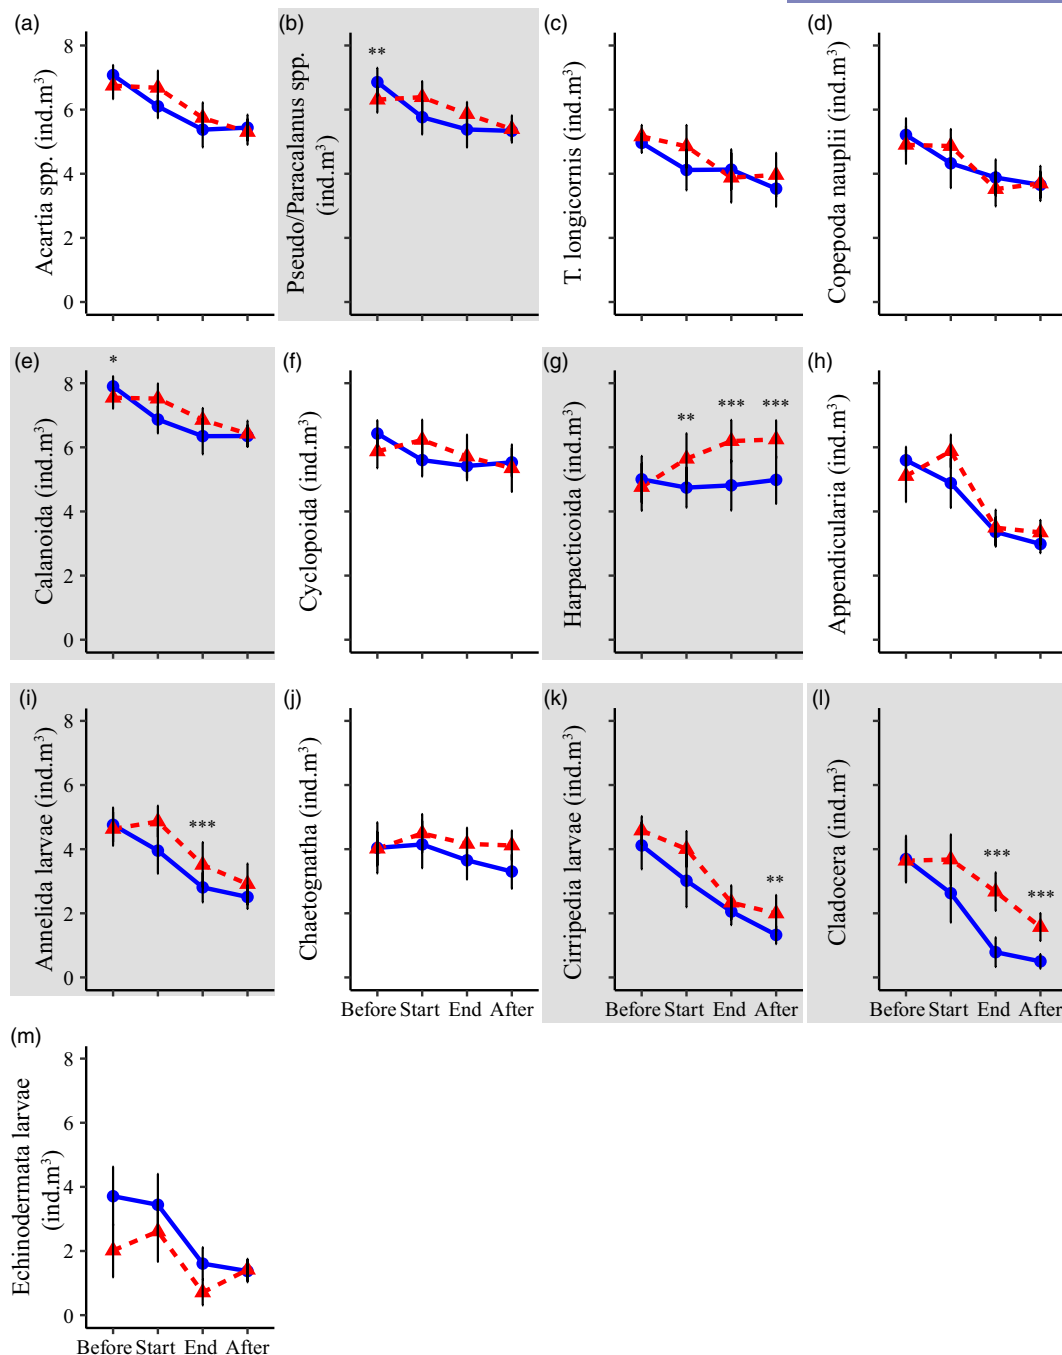 (a)
8
6
4
2
0
Acartia spp. (ind.m³)
(b)
**
Pseudo/Paracalanus spp.
(ind.m³)
(c)
T. longicornis (ind.m³)
(d)
Copepoda nauplii (ind.m³)
(e)
8
6
4
2
0
Calanoida (ind.m³)
*
(f)
Cyclopoida (ind.m³)
(g)
Harpacticoida (ind.m³)
** *** ***
(h)
Appendicularia (ind.m³)
(i)
8
6
4
2
0
Annelida larvae (ind.m³)
***
(j)
Chaetognatha (ind.m³)
Before Start End After
(k)
Cirripedia larvae (ind.m³)
**
Before Start End After
(l)
Cladocera (ind.m³)
***
***
Before Start End After
(m)
8
6
4
2
0
Echinodermata larvae
(ind.m³)
Before Start End After